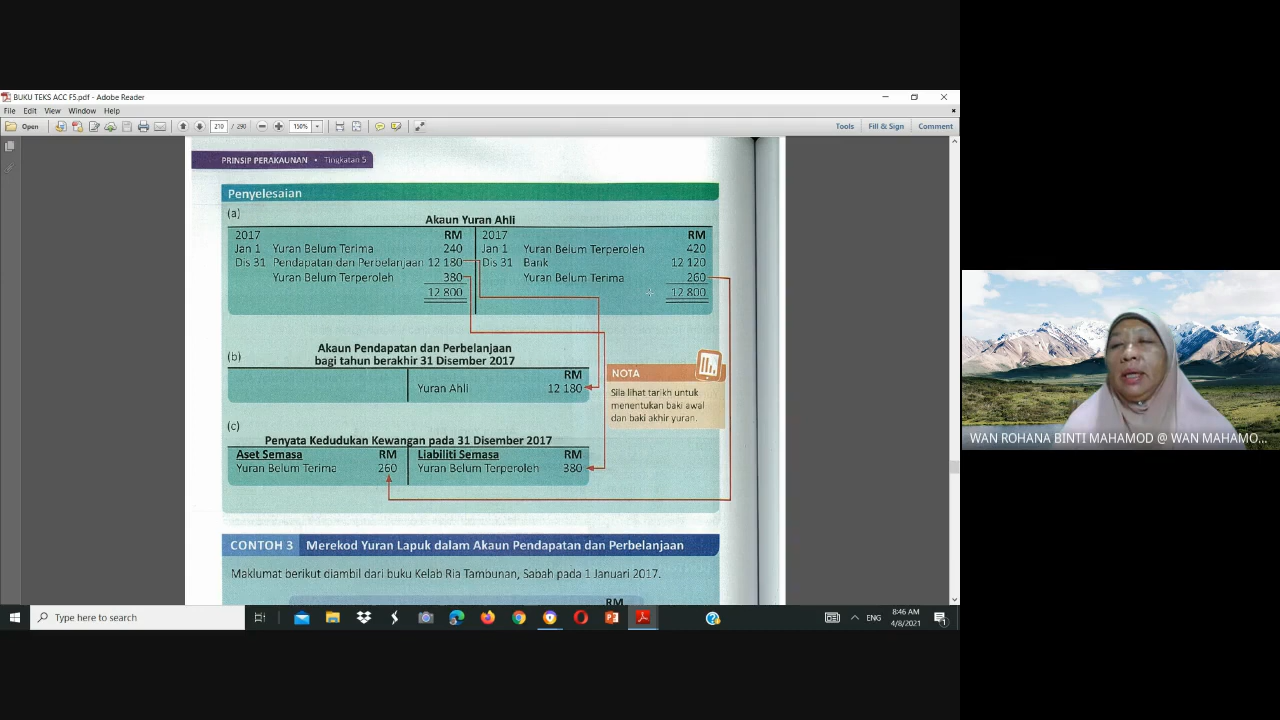 BUKU TEKS ACC F5.pdf - Adobe Reader
File Edit View Window Help
Open 210 / 290 150% Tools Fill & Sign Comment
PRINSIP PERAKAUNAN • Tingkatan 5
Penyelesaian
(a)
Akaun Yuran Ahli
2017 RM 2017 RM
Jan 1 Yuran Belum Terima 240 Jan 1 Yuran Belum Terperoleh 420
Dis 31 Pendapatan dan Perbelanjaan 12 180 Dis 31 Bank 12 120
Yuran Belum Terperoleh 380 Yuran Belum Terima 260
12 800 12 800
(b)
Akaun Pendapatan dan Perbelanjaan
bagi tahun berakhir 31 Disember 2017
RM
Yuran Ahli 12 180
NOTA
Sila lihat tarikh untuk
menentukan baki awal
dan baki akhir yuran.
(c)
Penyata Kedudukan Kewangan pada 31 Disember 2017
Aset Semasa RM Liabiliti Semasa RM
Yuran Belum Terima 260 Yuran Belum Terperoleh 380
CONTOH 3 Merekod Yuran Lapuk dalam Akaun Pendapatan dan Perbelanjaan
Maklumat berikut diambil dari buku Kelab Ria Tambunan, Sabah pada 1 Januari 2017.
RM
Type here to search
ENG
8:46 AM
4/8/2021
WAN ROHANA BINTI MAHAMOD @ WAN MAHAMO...